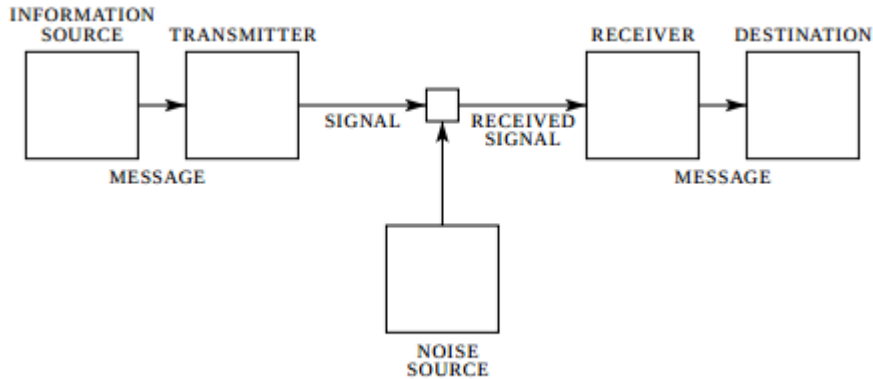 INFORMATION
SOURCE
TRANSMITTER
RECEIVER
DESTINATION
SIGNAL
RECEIVED
SIGNAL
MESSAGE
MESSAGE
NOISE
SOURCE